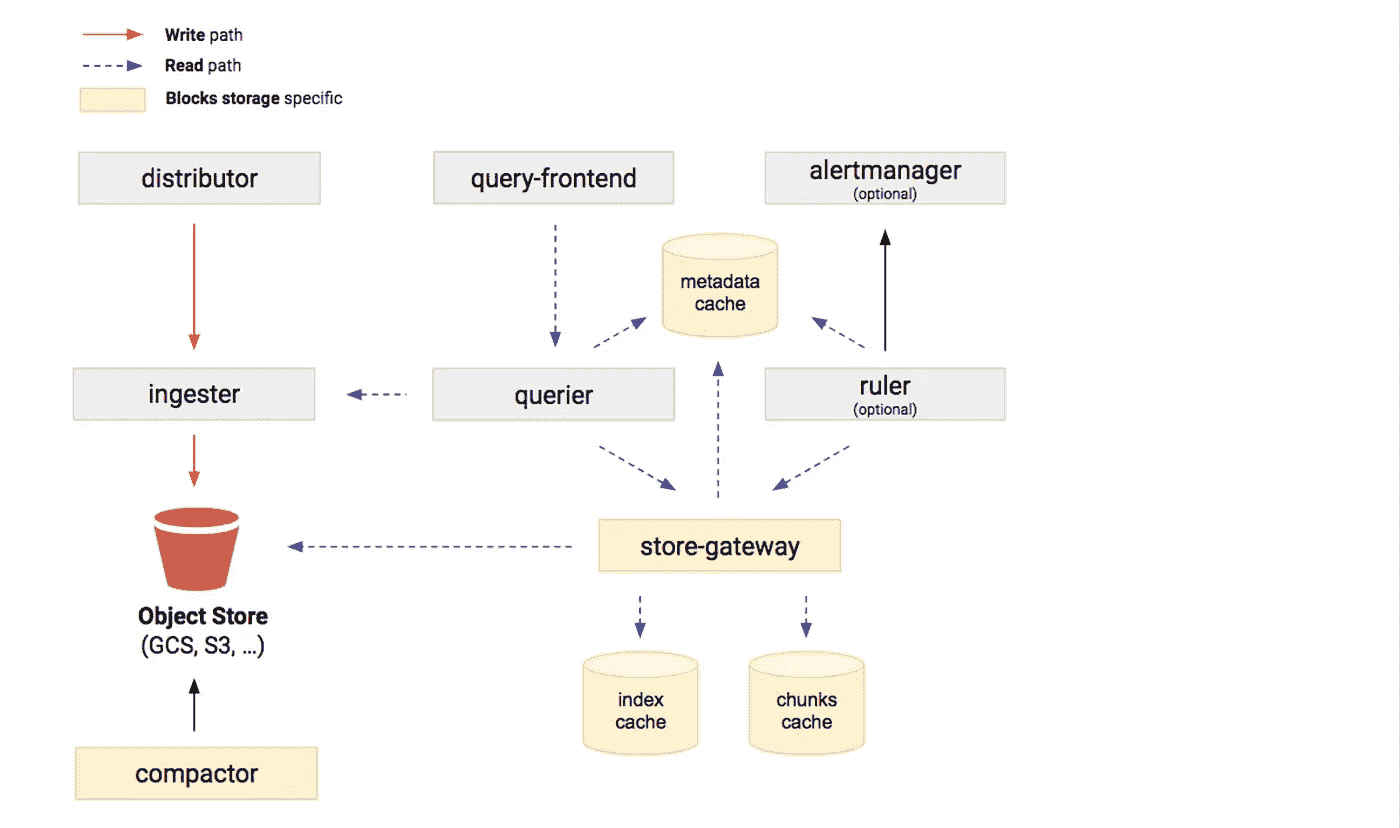 Write path
Read path
Blocks storage specific
distributor
query-frontend
alertmanager
(optional)
metadata
cache
ingester
querier
ruler
(optional)
store-gateway
Object Store
(GCS, S3, ...)
index
cache
chunks
cache
compactor